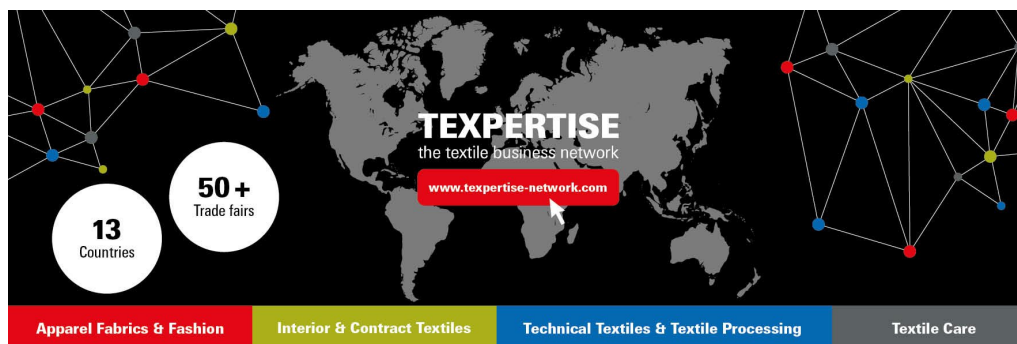 TEXPERTISE
the textile business network
www.texpertise-network.com
50 +
Trade fairs
13
Countries
Apparel Fabrics & Fashion
Interior & Contract Textiles
Technical Textiles & Textile Processing
Textile Care